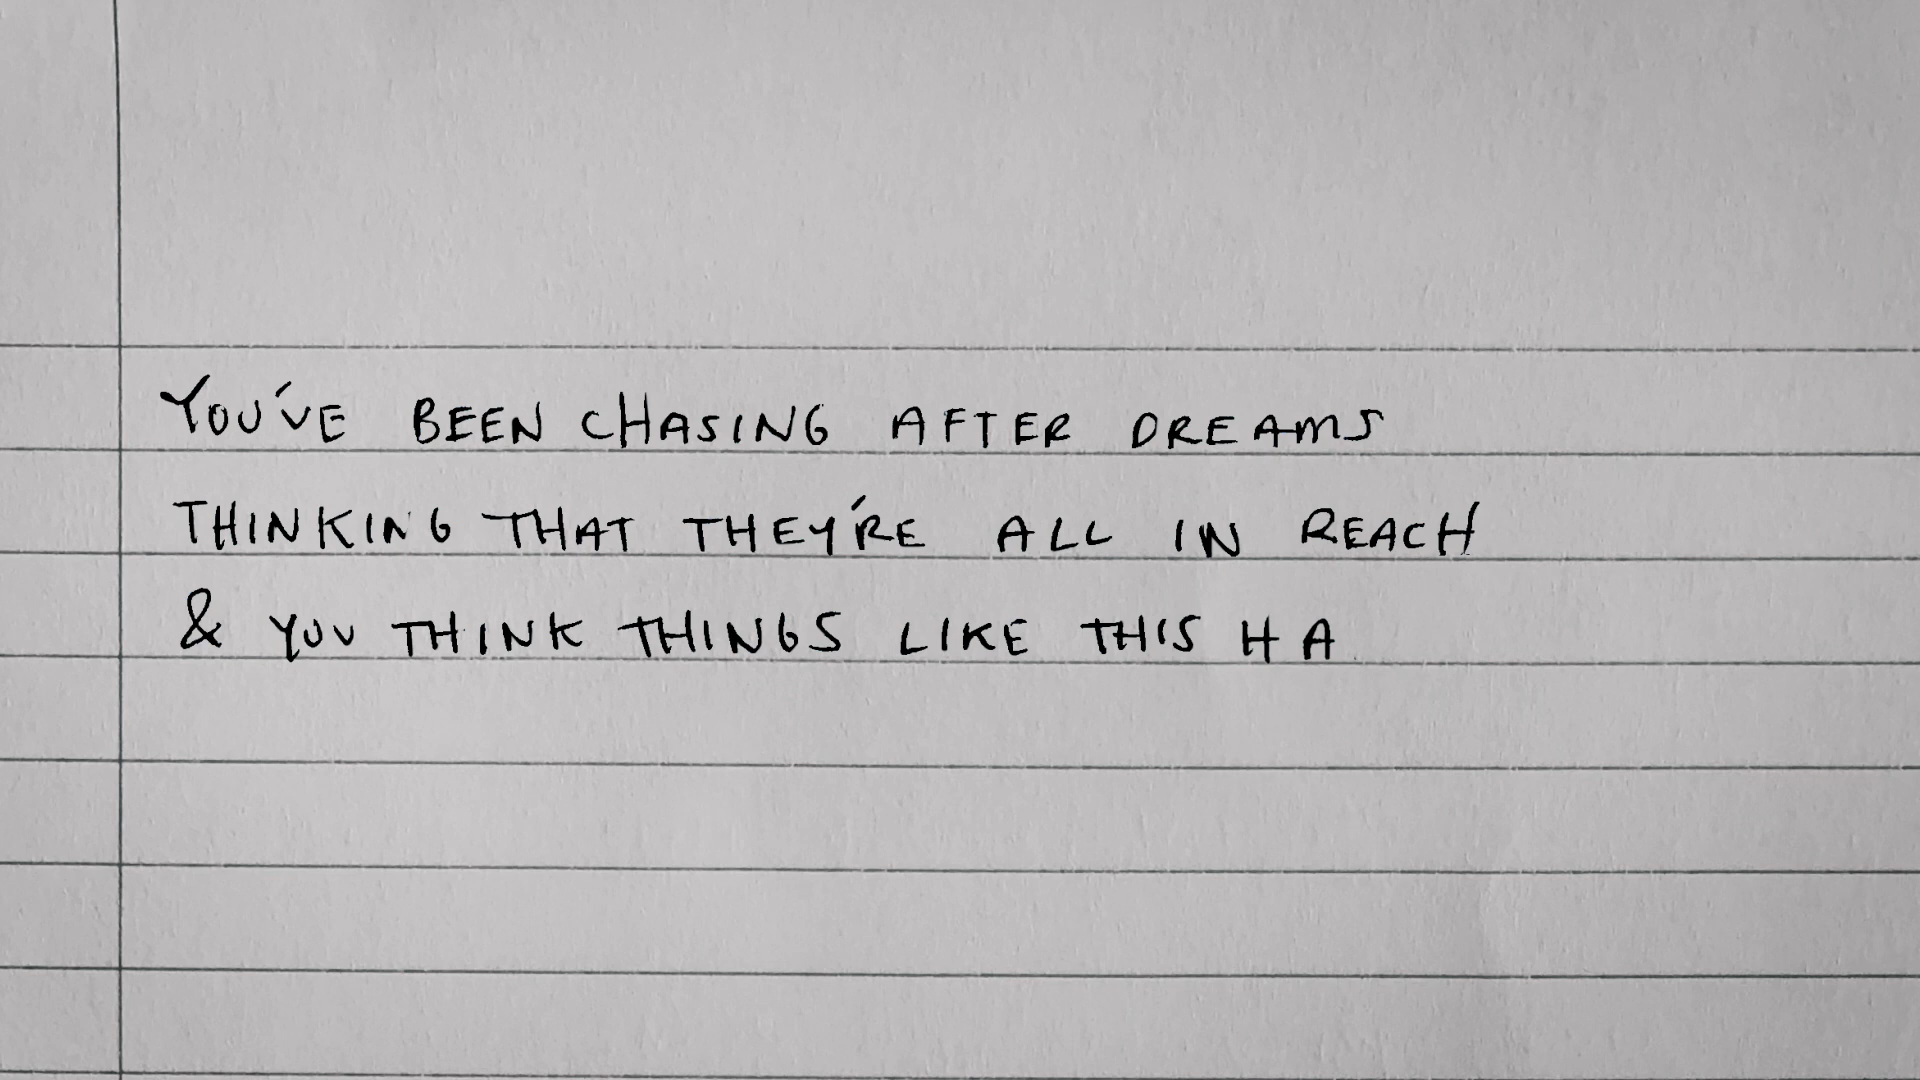 YOU'VE BEEN CHASING AFTER DREAMS
THINKING THAT THEY'RE ALL IN REACH
& YOU THINK THINGS LIKE THIS HA